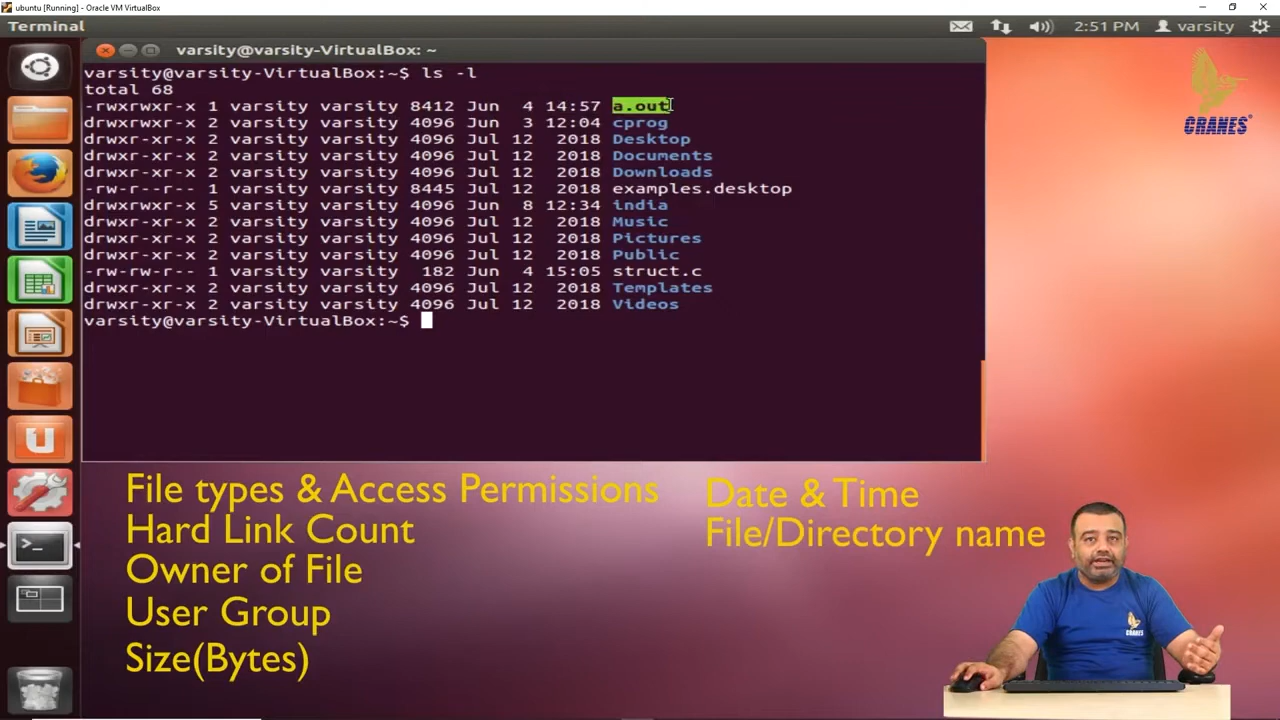 ubuntu [Running] - Oracle VM VirtualBox
Terminal
2:51 PM varsity
varsity@varsity-VirtualBox: ~
varsity@varsity-VirtualBox:~$ ls -l
total 68
-rwxrwxr-x 1 varsity varsity 8412 Jun  4 14:57 a.out
drwxrwxr-x 2 varsity varsity 4096 Jun  3 12:04 cprog
drwxr-xr-x 2 varsity varsity 4096 Jul 12  2018 Desktop
drwxr-xr-x 2 varsity varsity 4096 Jul 12  2018 Documents
drwxr-xr-x 2 varsity varsity 4096 Jul 12  2018 Downloads
-rw-r--r-- 1 varsity varsity 8445 Jul 12  2018 examples.desktop
drwxrwxr-x 5 varsity varsity 4096 Jun  8 12:34 india
drwxr-xr-x 2 varsity varsity 4096 Jul 12  2018 Music
drwxr-xr-x 2 varsity varsity 4096 Jul 12  2018 Pictures
drwxr-xr-x 2 varsity varsity 4096 Jul 12  2018 Public
-rw-rw-r-- 1 varsity varsity  182 Jun  4 15:05 struct.c
drwxr-xr-x 2 varsity varsity 4096 Jul 12  2018 Templates
drwxr-xr-x 2 varsity varsity 4096 Jul 12  2018 Videos
varsity@varsity-VirtualBox:~$
CRANES®
File types & Access Permissions
Hard Link Count
Owner of File
User Group
Size(Bytes)
Date & Time
File/Directory name
CRANES